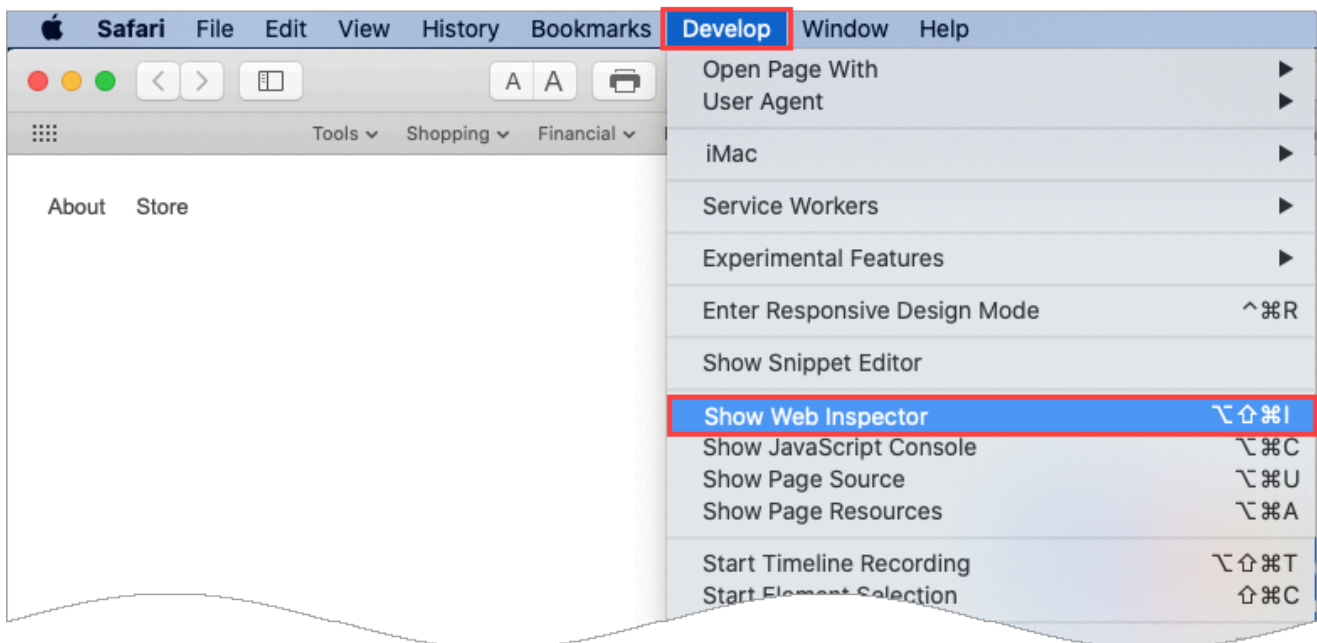 Safari File Edit View History Bookmarks Develop Window Help
A A
Tools Shopping Financial
About Store
Open Page With
User Agent
iMac
Service Workers
Experimental Features
Enter Responsive Design Mode ^⌘R
Show Snippet Editor
Show Web Inspector ⌥⇧⌘I
Show JavaScript Console ⌥⌘C
Show Page Source ⌥⌘U
Show Page Resources ⌥⌘A
Start Timeline Recording ⌥⇧⌘T
Start Element Selection ⇧⌘C